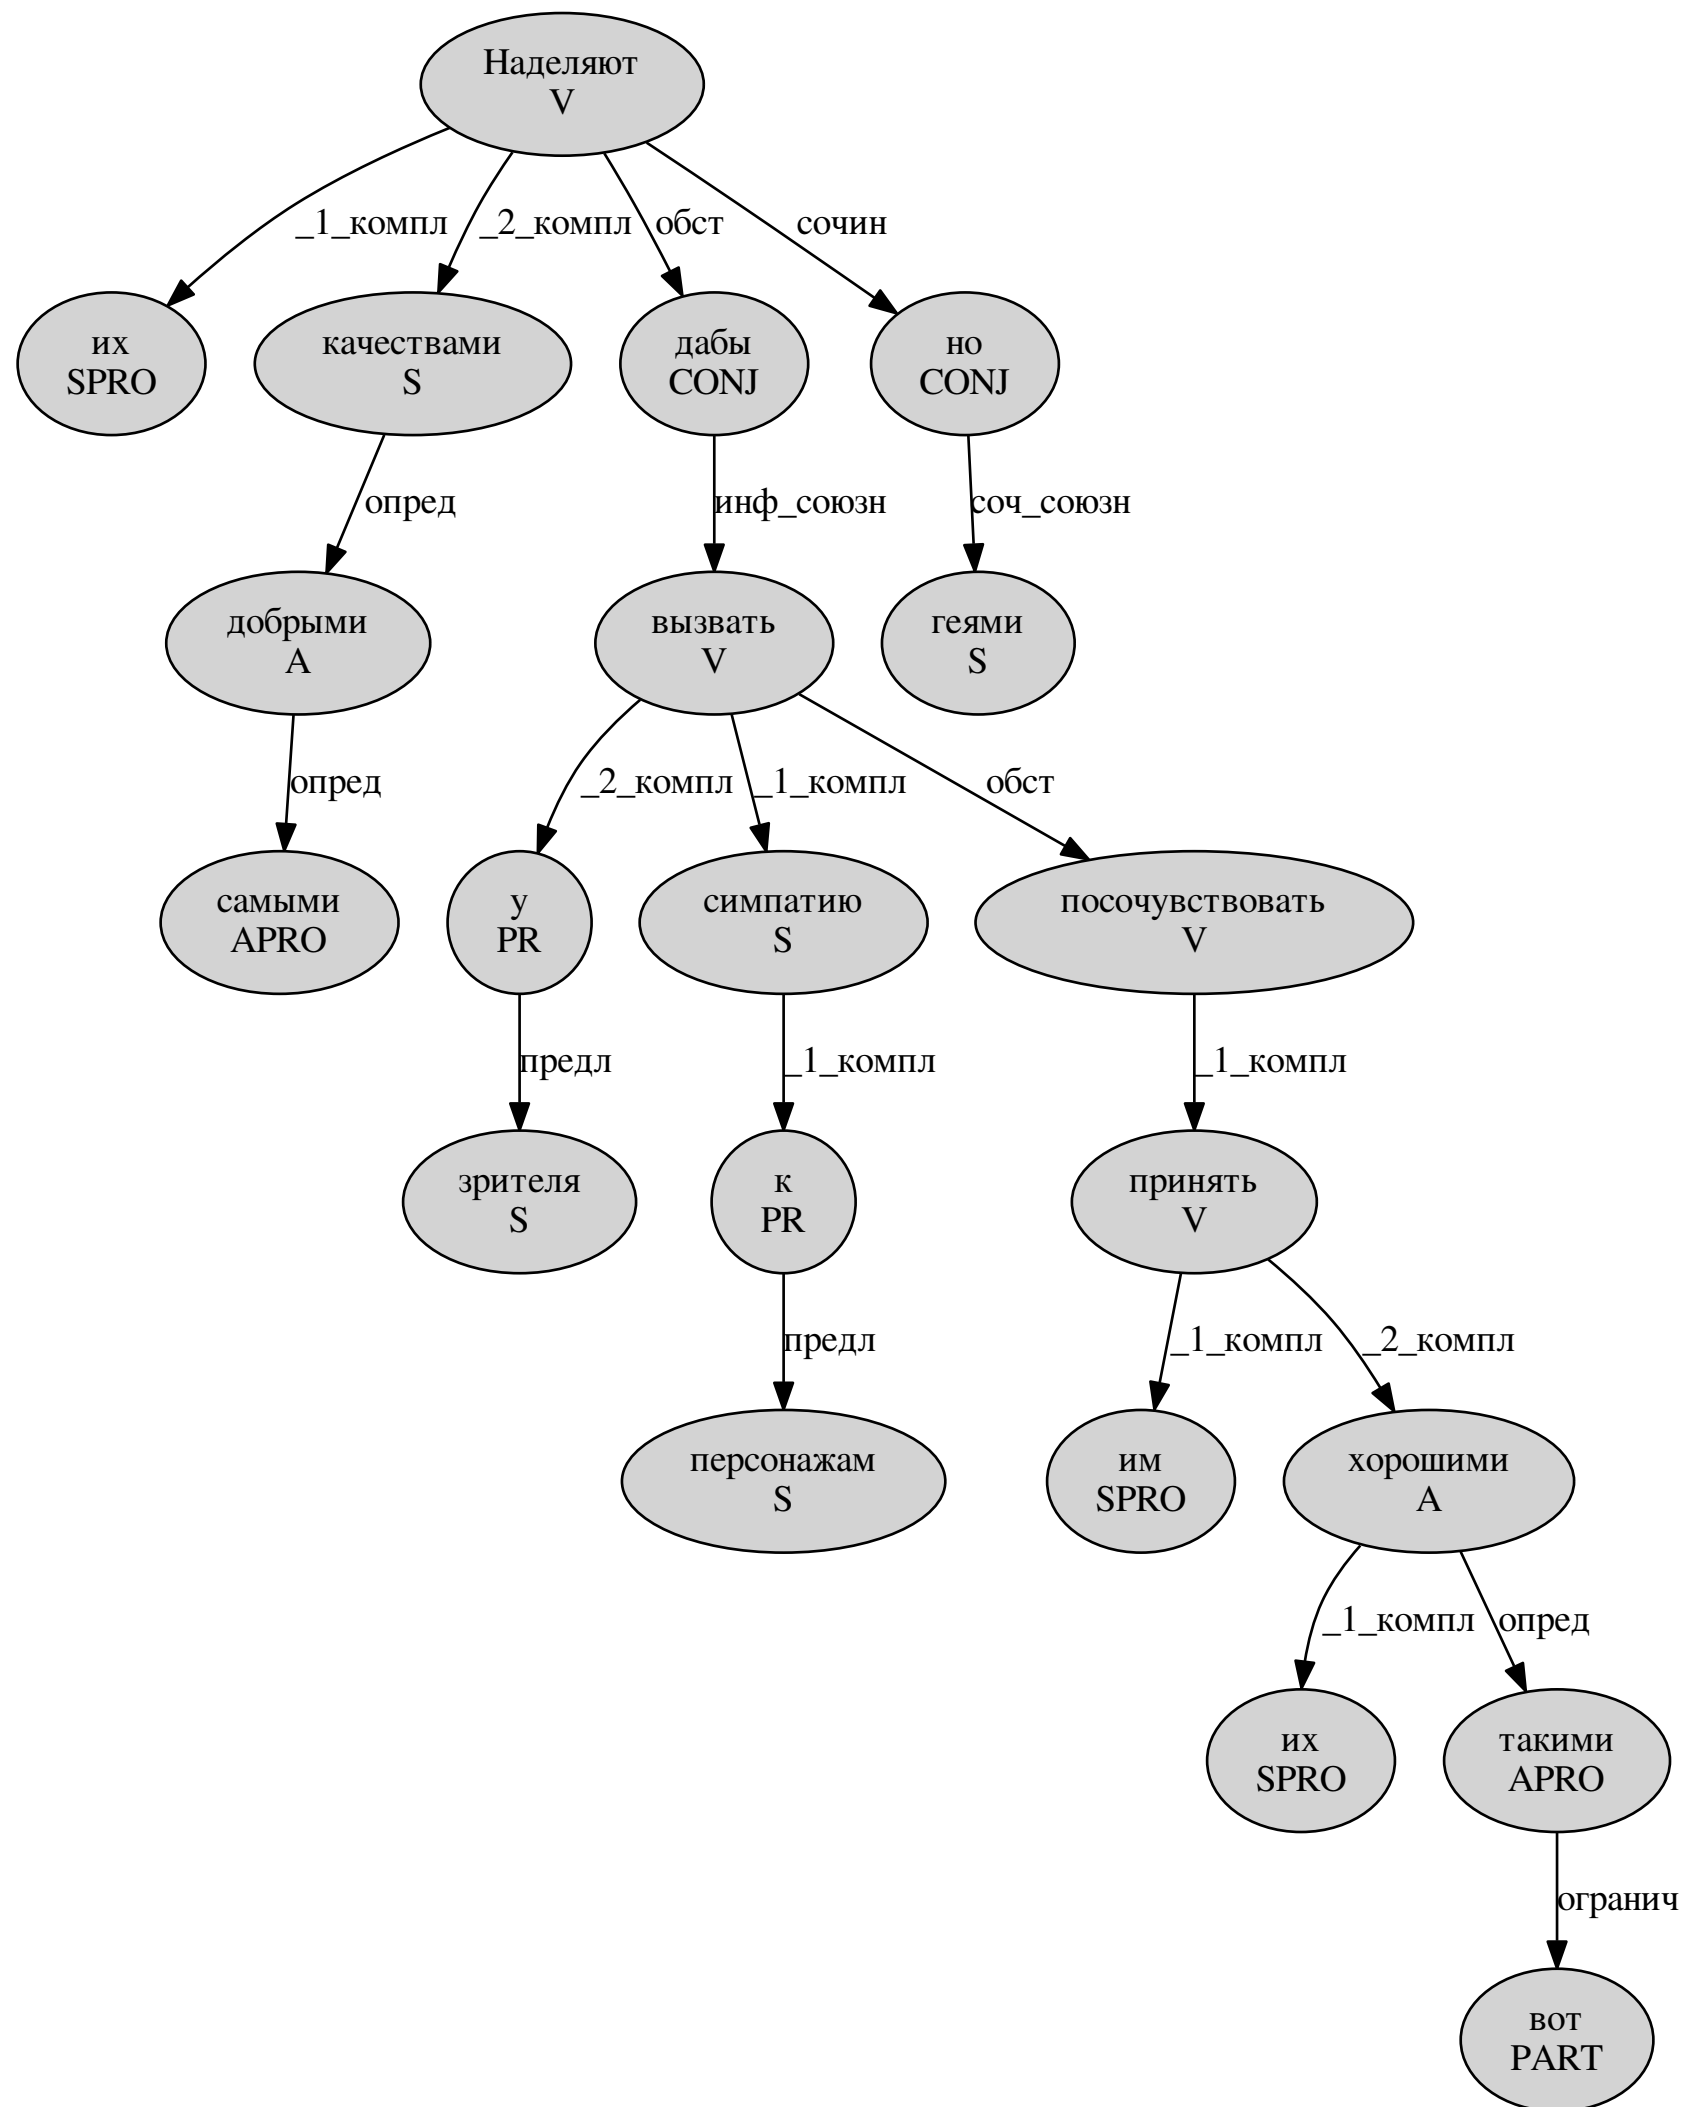 Наделяют
V
_1_компл
_2_компл
обст
сочин
их
SPRO
качествами
S
дабы
CONJ
но
CONJ
опред
инф_союзн
соч_союзн
добрыми
A
вызвать
V
геями
S
опред
_2_компл
_1_компл
обст
самыми
APRO
у
PR
симпатию
S
посочувствовать
V
предл
_1_компл
_1_компл
зрителя
S
к
PR
принять
V
предл
_1_компл
_2_компл
персонажам
S
им
SPRO
хорошими
A
_1_компл
опред
их
SPRO
такими
APRO
огранич
вот
PART